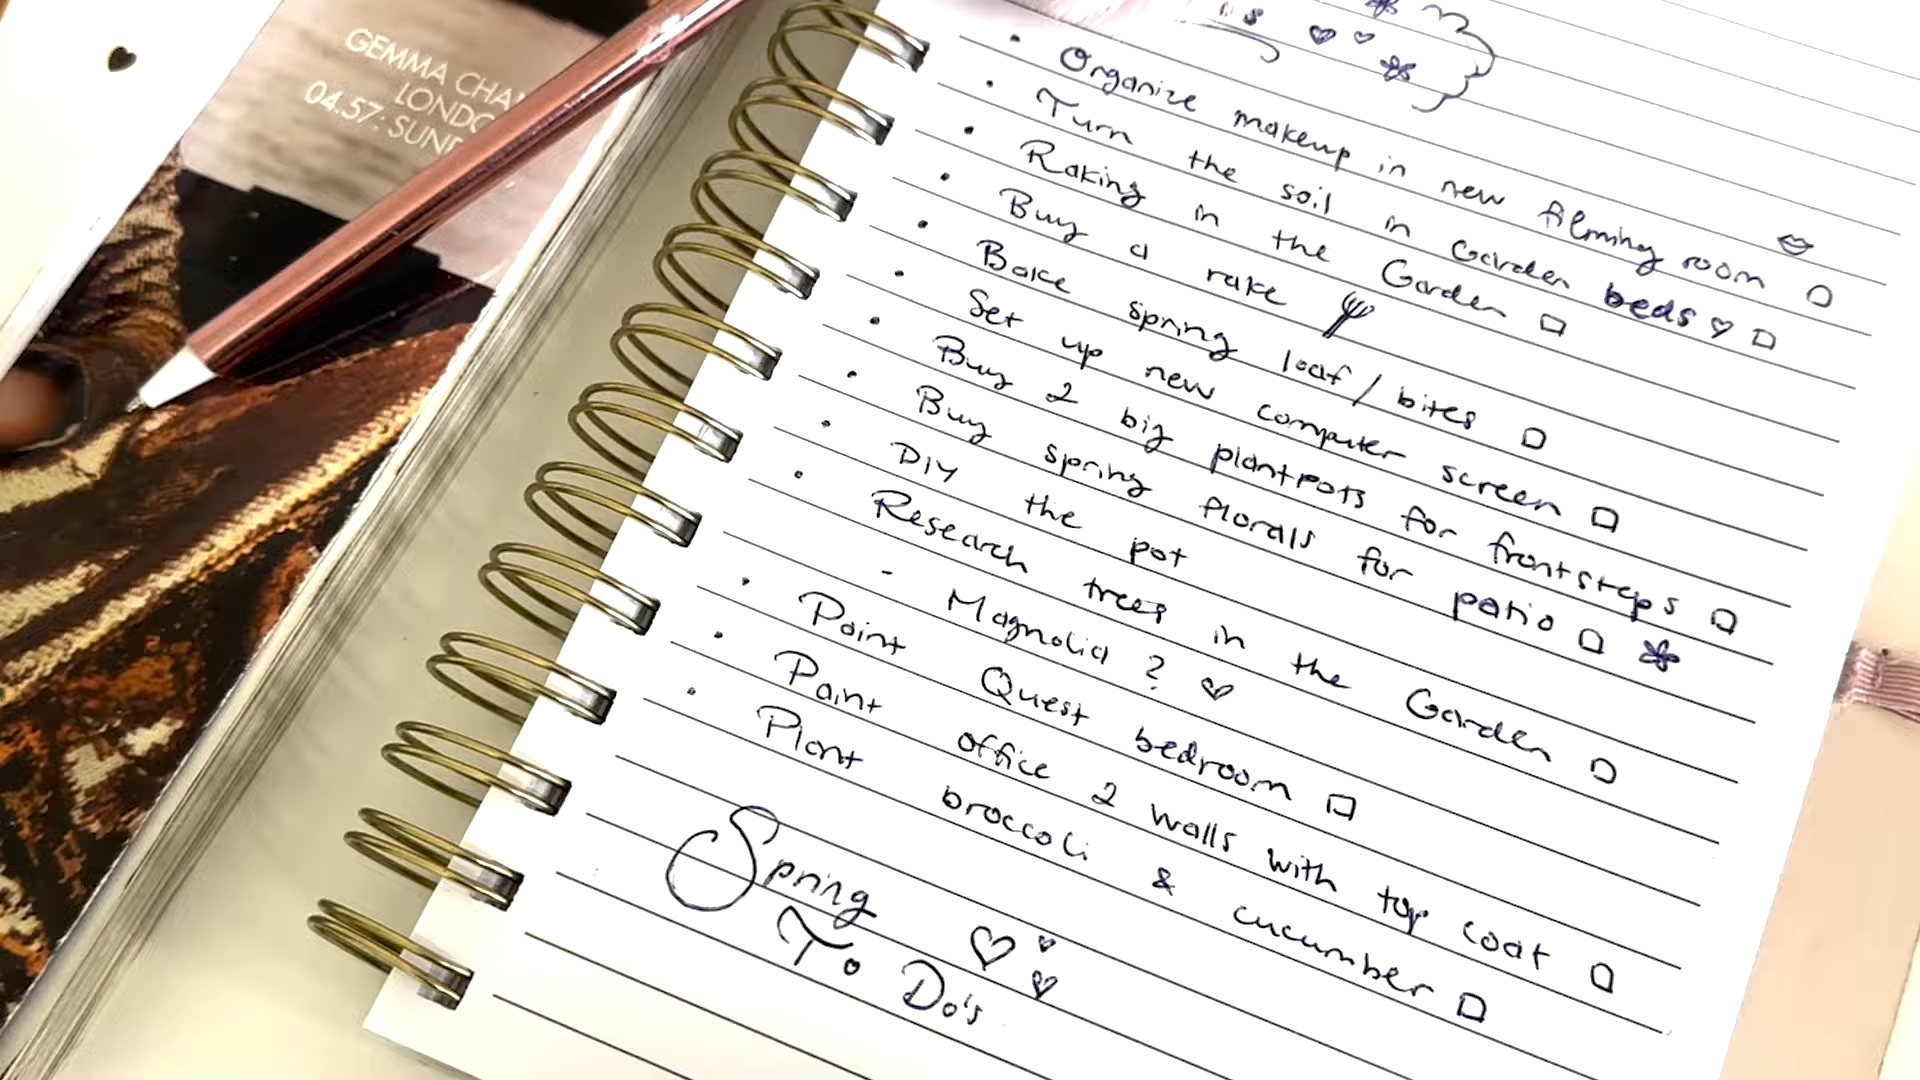 GEMMA CHA
LONDO
04.57: SUND
• Organize makeup in new filming room
• Turn the soil in Garden beds
• Raking in the Garden
• Buy a rake
• Bake spring loaf / bites
• Set up new computer screen
• Buy 2 big plantpots for frontsteps
• Buy spring florals for patio
• DIY the pot
• Research trees in the Garden
- Magnolia ?
• Paint Quest bedroom
• Paint office 2 walls with top coat
• Plant broccoli & cucumber
Spring
To Do's